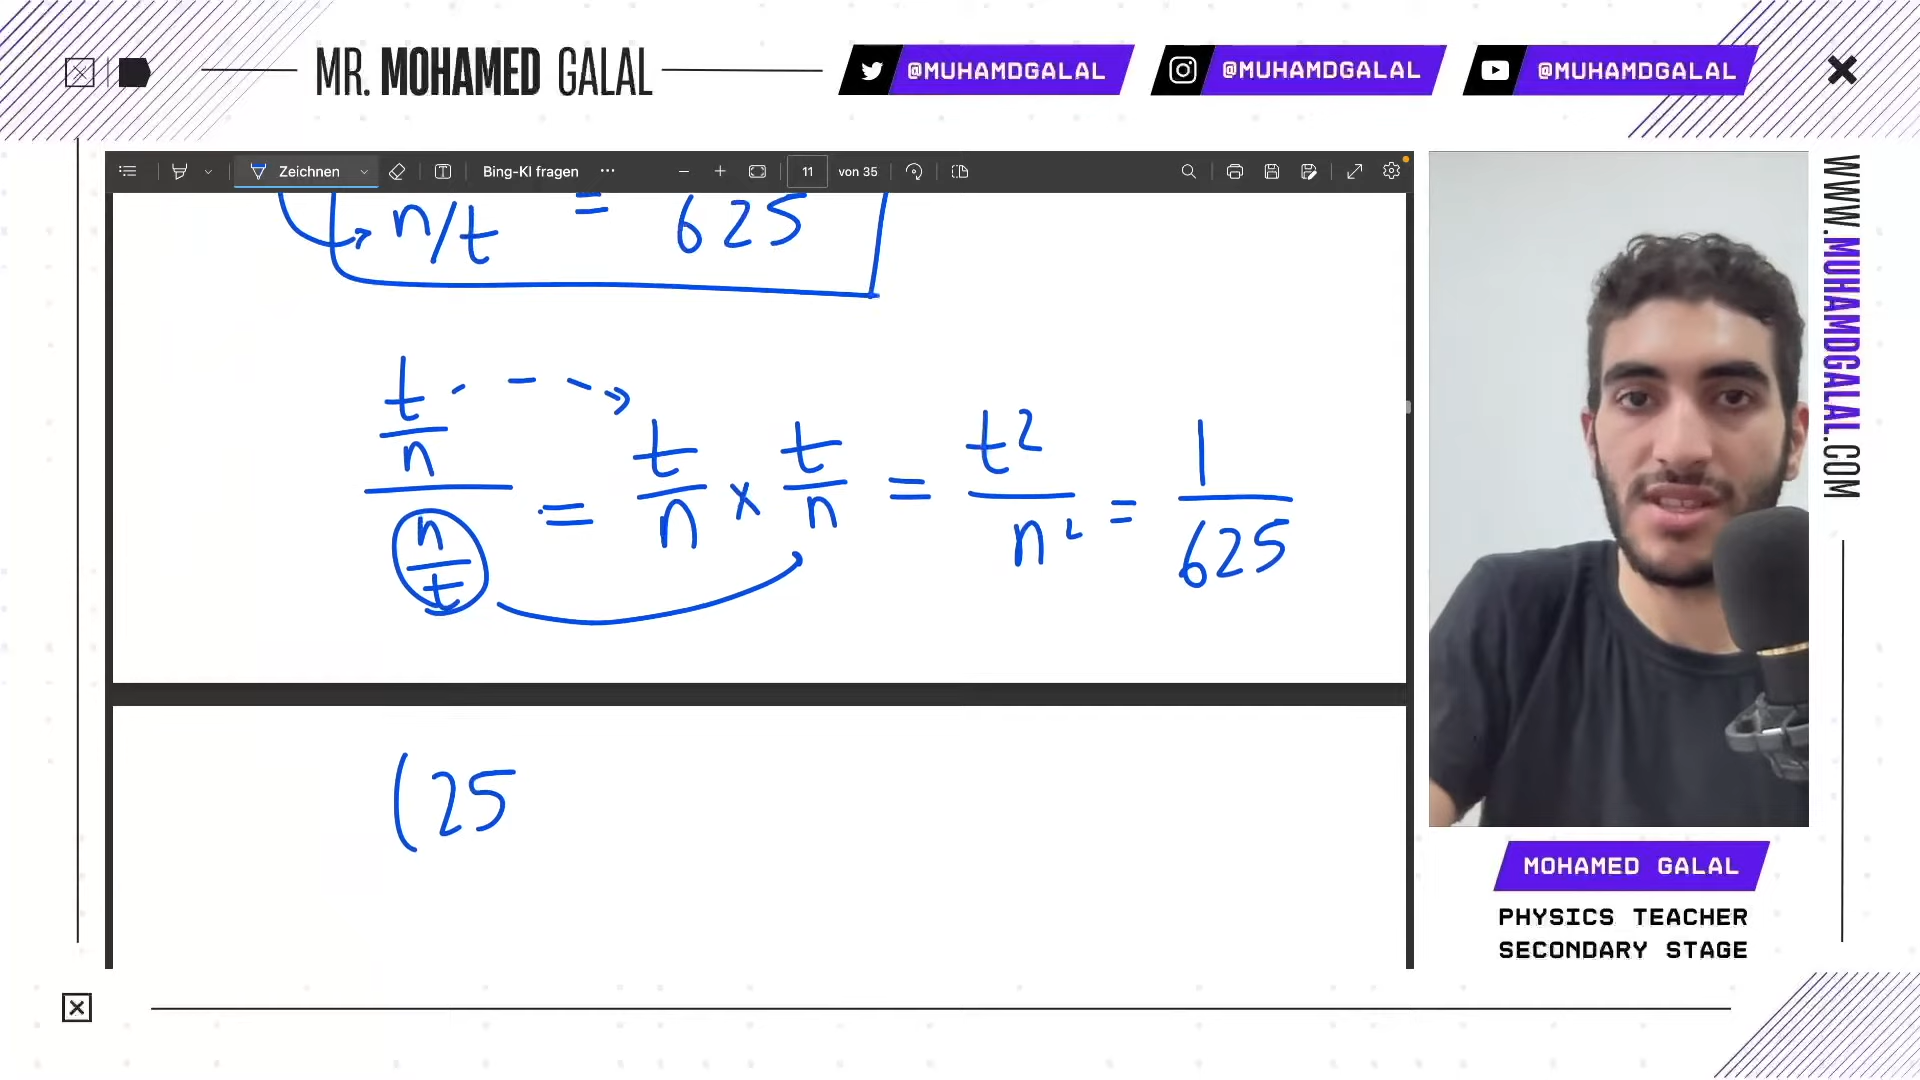 MR. MOHAMED GALAL
@MUHAMDGALAL
@MUHAMDGALAL
@MUHAMDGALAL
Zeichnen
Bing-KI fragen
11 von 35
n/t = 625
t/n / n/t = t/n x t/n = t² / n² = 1/625
(25
WWW.MUHAMDGALAL.COM
MOHAMED GALAL
PHYSICS TEACHER
SECONDARY STAGE